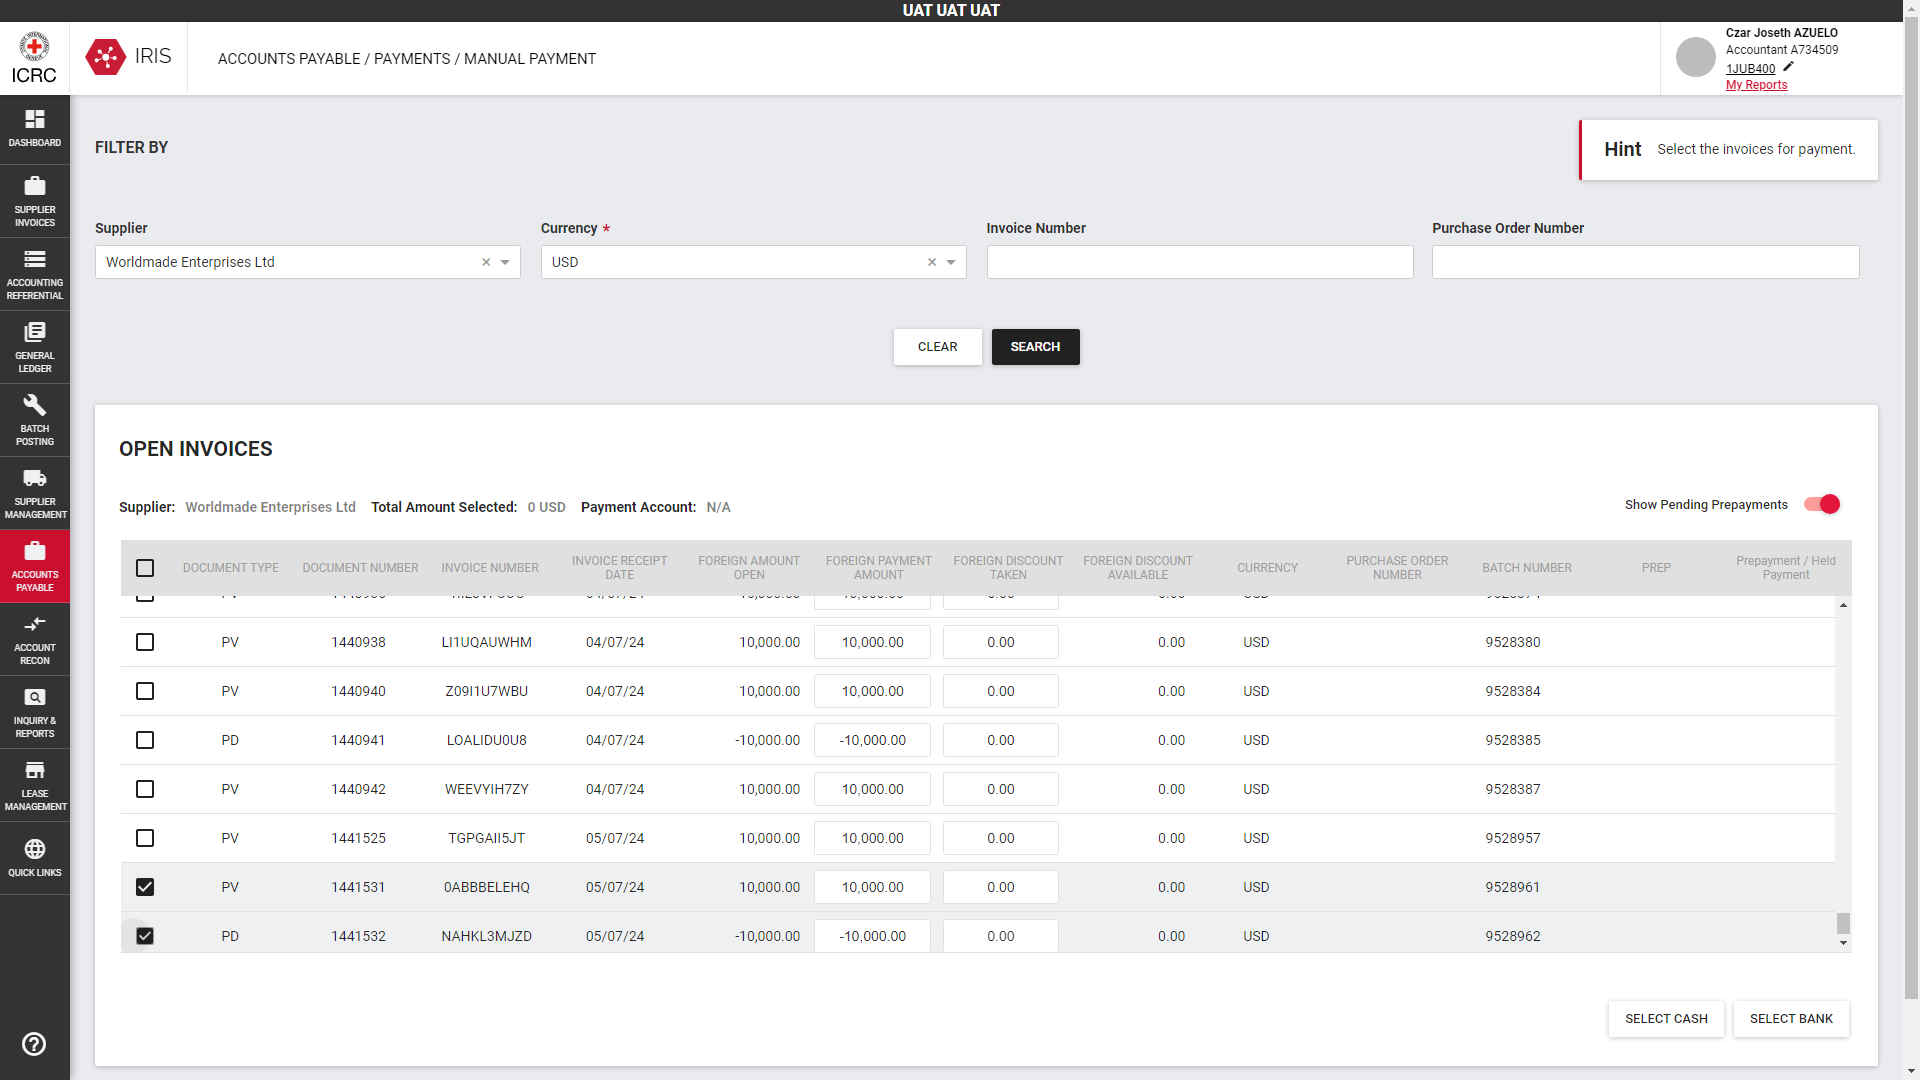 UAT UAT UAT
ICRC
IRIS
ACCOUNTS PAYABLE / PAYMENTS / MANUAL PAYMENT
Czar Joseth AZUELO
Accountant A734509
1JUB400
My Reports
DASHBOARD
SUPPLIER
INVOICES
ACCOUNTING
REFERENTIAL
GENERAL
LEDGER
BATCH
POSTING
SUPPLIER
MANAGEMENT
ACCOUNTS
PAYABLE
ACCOUNT
RECON
INQUIRY &
REPORTS
LEASE
MANAGEMENT
QUICK LINKS
FILTER BY
Hint Select the invoices for payment.
Supplier Currency * Invoice Number Purchase Order Number
Worldmade Enterprises Ltd USD
CLEAR SEARCH
OPEN INVOICES
Supplier: Worldmade Enterprises Ltd Total Amount Selected: 0 USD Payment Account: N/A Show Pending Prepayments
DOCUMENT TYPE DOCUMENT NUMBER INVOICE NUMBER INVOICE RECEIPT DATE FOREIGN AMOUNT OPEN FOREIGN PAYMENT AMOUNT FOREIGN DISCOUNT TAKEN FOREIGN DISCOUNT AVAILABLE CURRENCY PURCHASE ORDER NUMBER BATCH NUMBER PREP Prepayment / Held Payment
PV 1440938 LI1UQAUWHM 04/07/24 10,000.00 10,000.00 0.00 0.00 USD 9528380
PV 1440940 Z09I1U7WBU 04/07/24 10,000.00 10,000.00 0.00 0.00 USD 9528384
PD 1440941 LOALIDU0U8 04/07/24 -10,000.00 -10,000.00 0.00 0.00 USD 9528385
PV 1440942 WEEVYIH7ZY 04/07/24 10,000.00 10,000.00 0.00 0.00 USD 9528387
PV 1441525 TGPGAII5JT 05/07/24 10,000.00 10,000.00 0.00 0.00 USD 9528957
PV 1441531 0ABBBELEHQ 05/07/24 10,000.00 10,000.00 0.00 0.00 USD 9528961
PD 1441532 NAHKL3MJZD 05/07/24 -10,000.00 -10,000.00 0.00 0.00 USD 9528962
SELECT CASH SELECT BANK